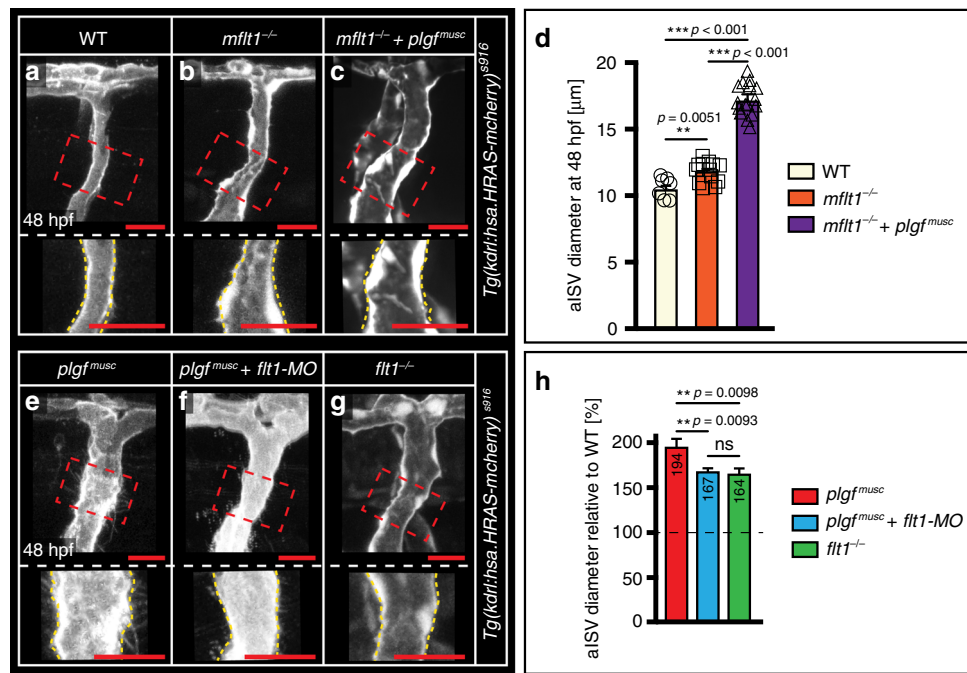 WT
mflt1–/–
mflt1–/– + plgfmusc
a
b
c
48 hpf
Tg(kdrl:hsa.HRAS-mcherry)s916
d
*** p < 0.001
*** p < 0.001
p = 0.0051
**
aISV diameter at 48 hpf [μm]
20
15
10
5
0
WT
mflt1–/–
mflt1–/– + plgfmusc
plgfmusc
plgfmusc + flt1-MO
flt1–/–
e
f
g
48 hpf
Tg(kdrl:hsa.HRAS-mcherry) s916
h
** p = 0.0098
** p = 0.0093
ns
aISV diameter relative to WT [%]
200
150
100
50
0
194
167
164
plgfmusc
plgfmusc + flt1-MO
flt1–/–